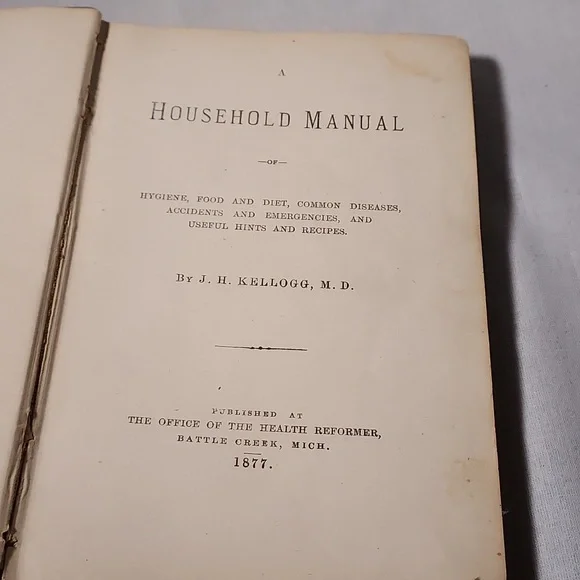 A
HOUSEHOLD MANUAL
—OF—
HYGIENE, FOOD AND DIET, COMMON DISEASES,
ACCIDENTS AND EMERGENCIES, AND
USEFUL HINTS AND RECIPES.
BY J. H. KELLOGG, M. D.
PUBLISHED AT
THE OFFICE OF THE HEALTH REFORMER,
BATTLE CREEK, MICH.
1877.